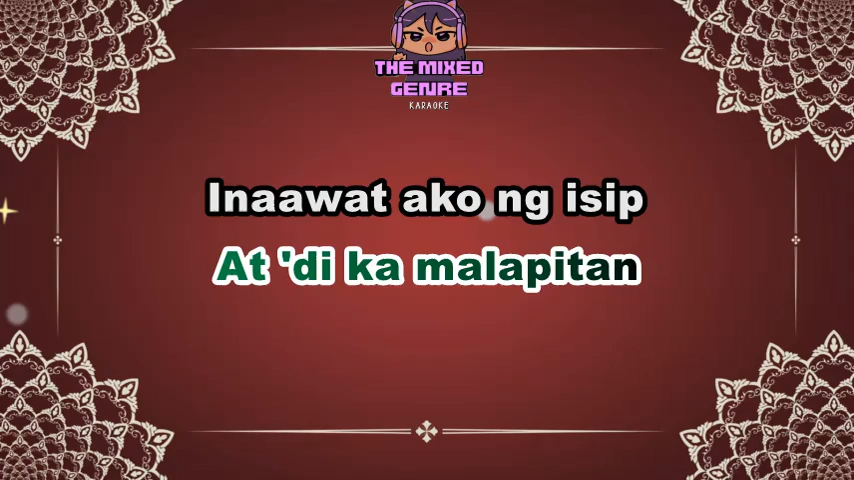 THE MIXED
GENRE
KARAOKE
Inaawat ako ng isip
At 'di ka malapitan